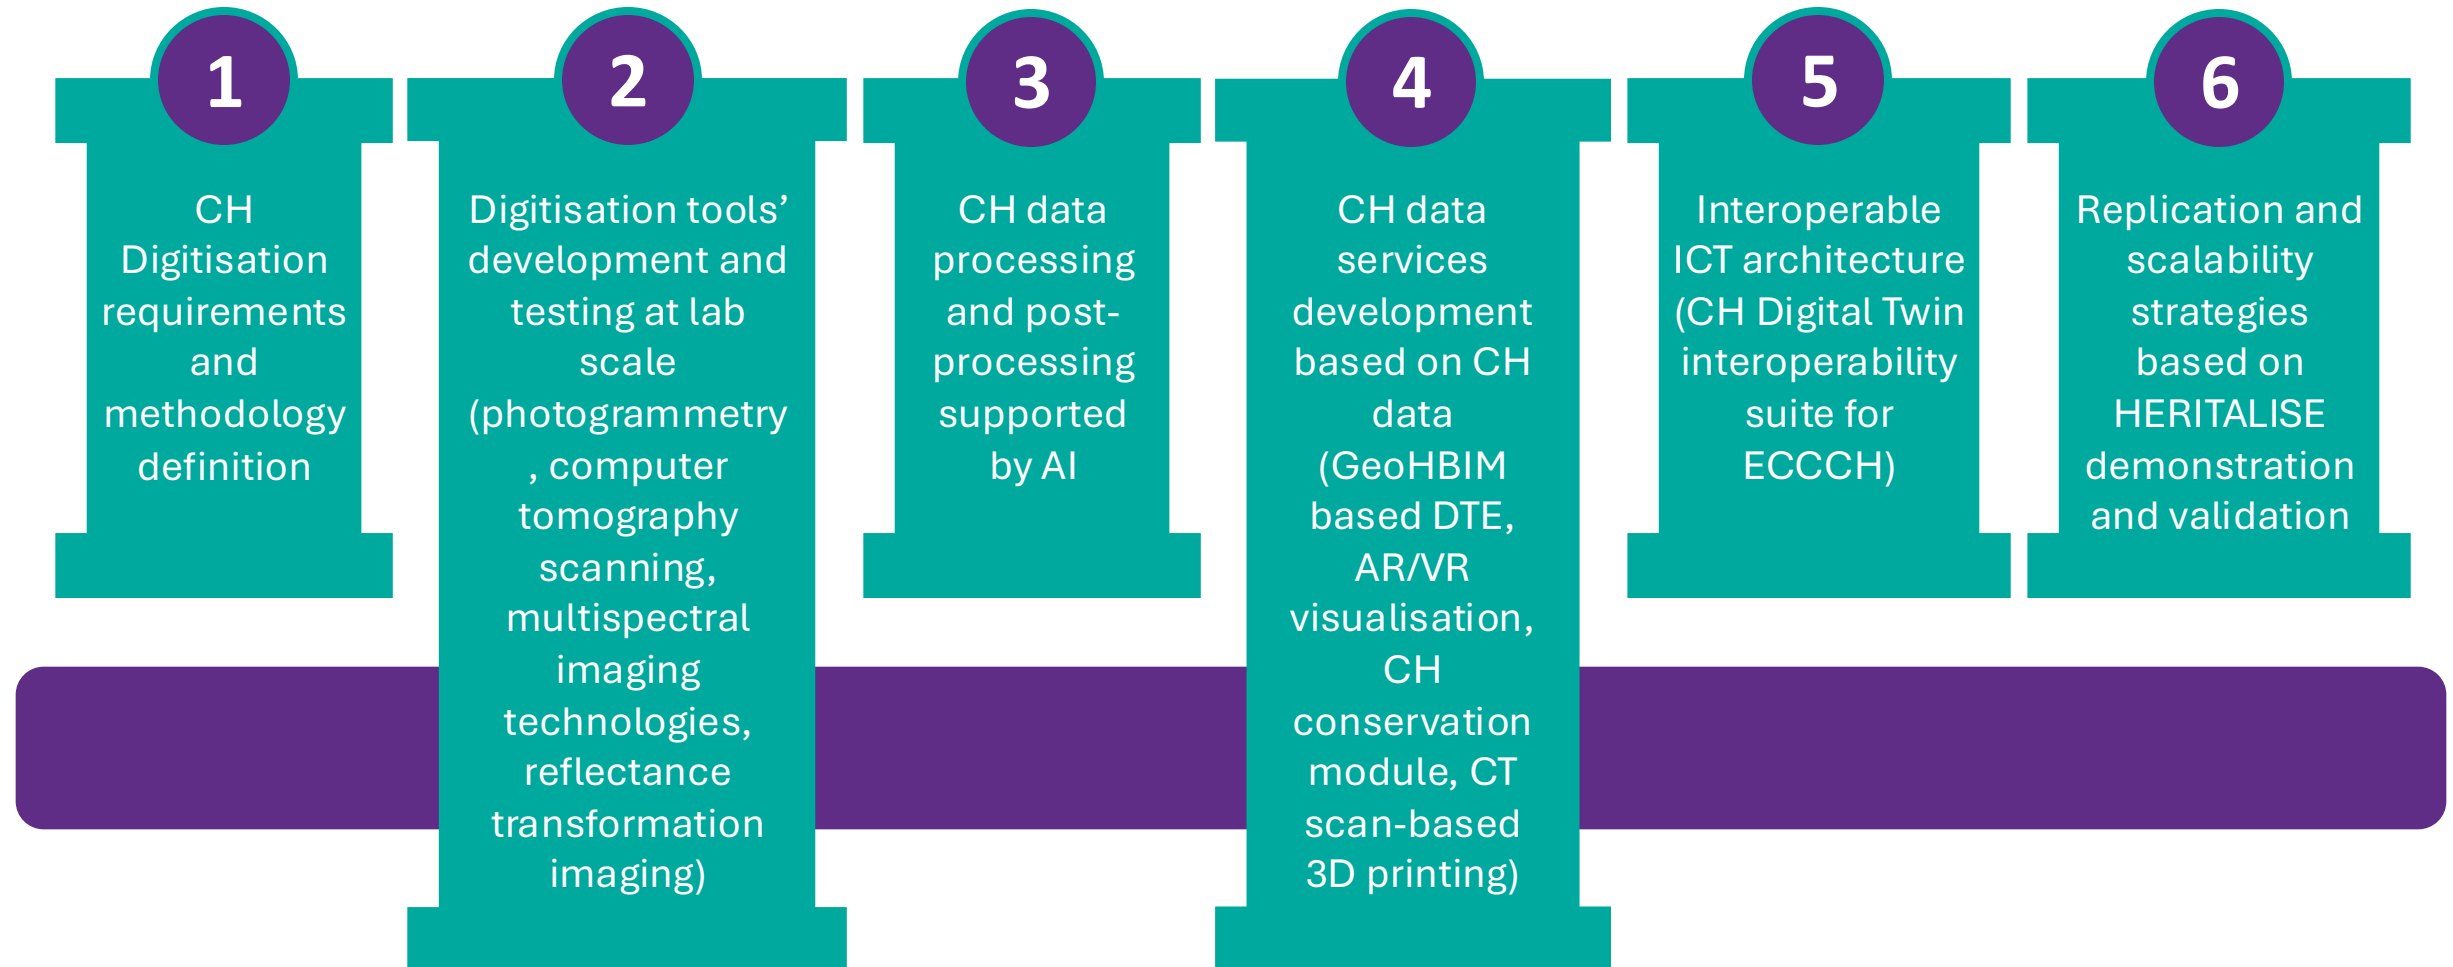 1
CH
Digitisation
requirements
and
methodology
definition
2
Digitisation tools’
development and
testing at lab
scale
(photogrammetry
, computer
tomography
scanning,
multispectral
imaging
technologies,
reflectance
transformation
imaging)
3
CH data
processing
and post-
processing
supported
by AI
4
CH data
services
development
based on CH
data
(GeoHBIM
based DTE,
AR/VR
visualisation,
CH
conservation
module, CT
scan-based
3D printing)
5
Interoperable
ICT architecture
(CH Digital Twin
interoperability
suite for
ECCCH)
6
Replication and
scalability
strategies
based on
HERITALISE
demonstration
and validation